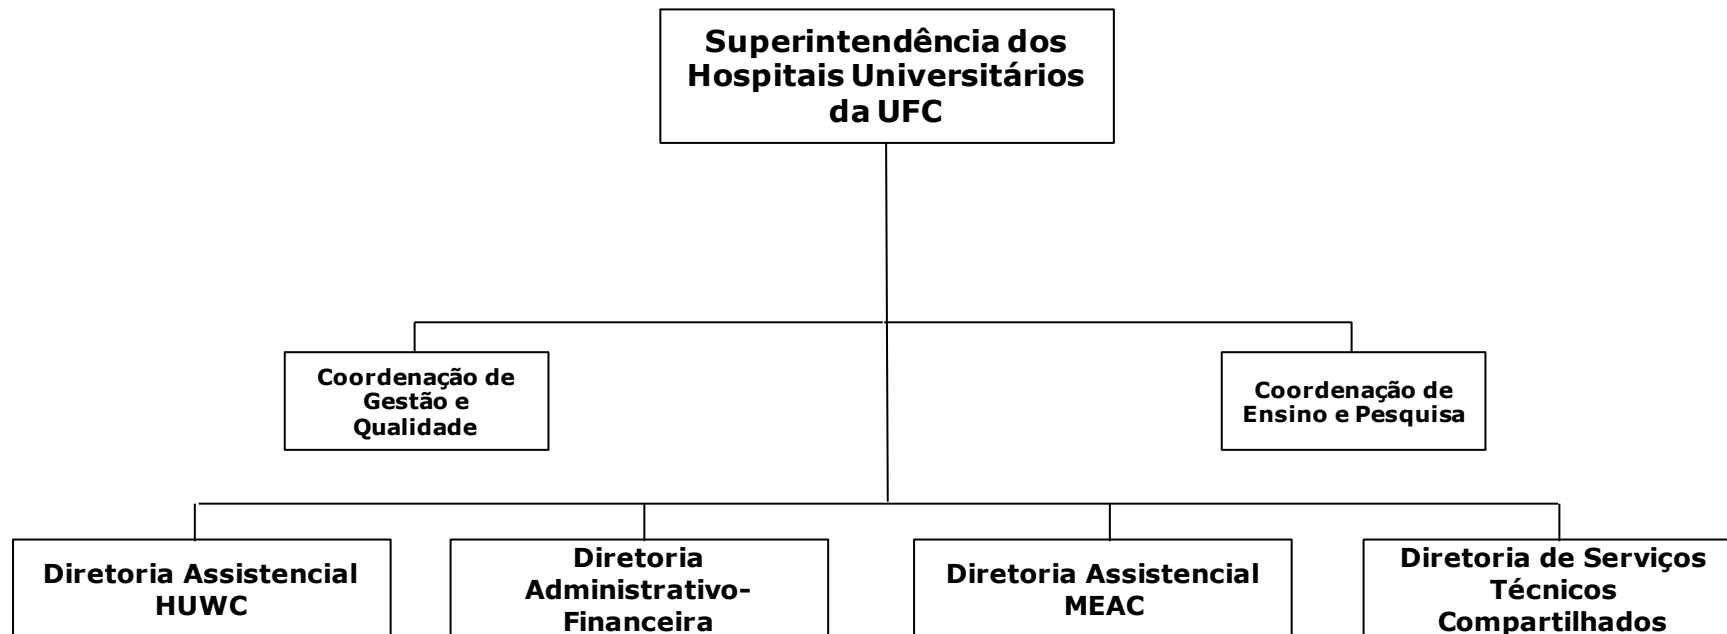 Superintendência dos
Hospitais Universitários
da UFC
Coordenação de
Gestão e
Qualidade
Coordenação de
Ensino e Pesquisa
Diretoria Assistencial
HUWC
Diretoria
Administrativo-
Financeira
Diretoria Assistencial
MEAC
Diretoria de Serviços
Técnicos
Compartilhados